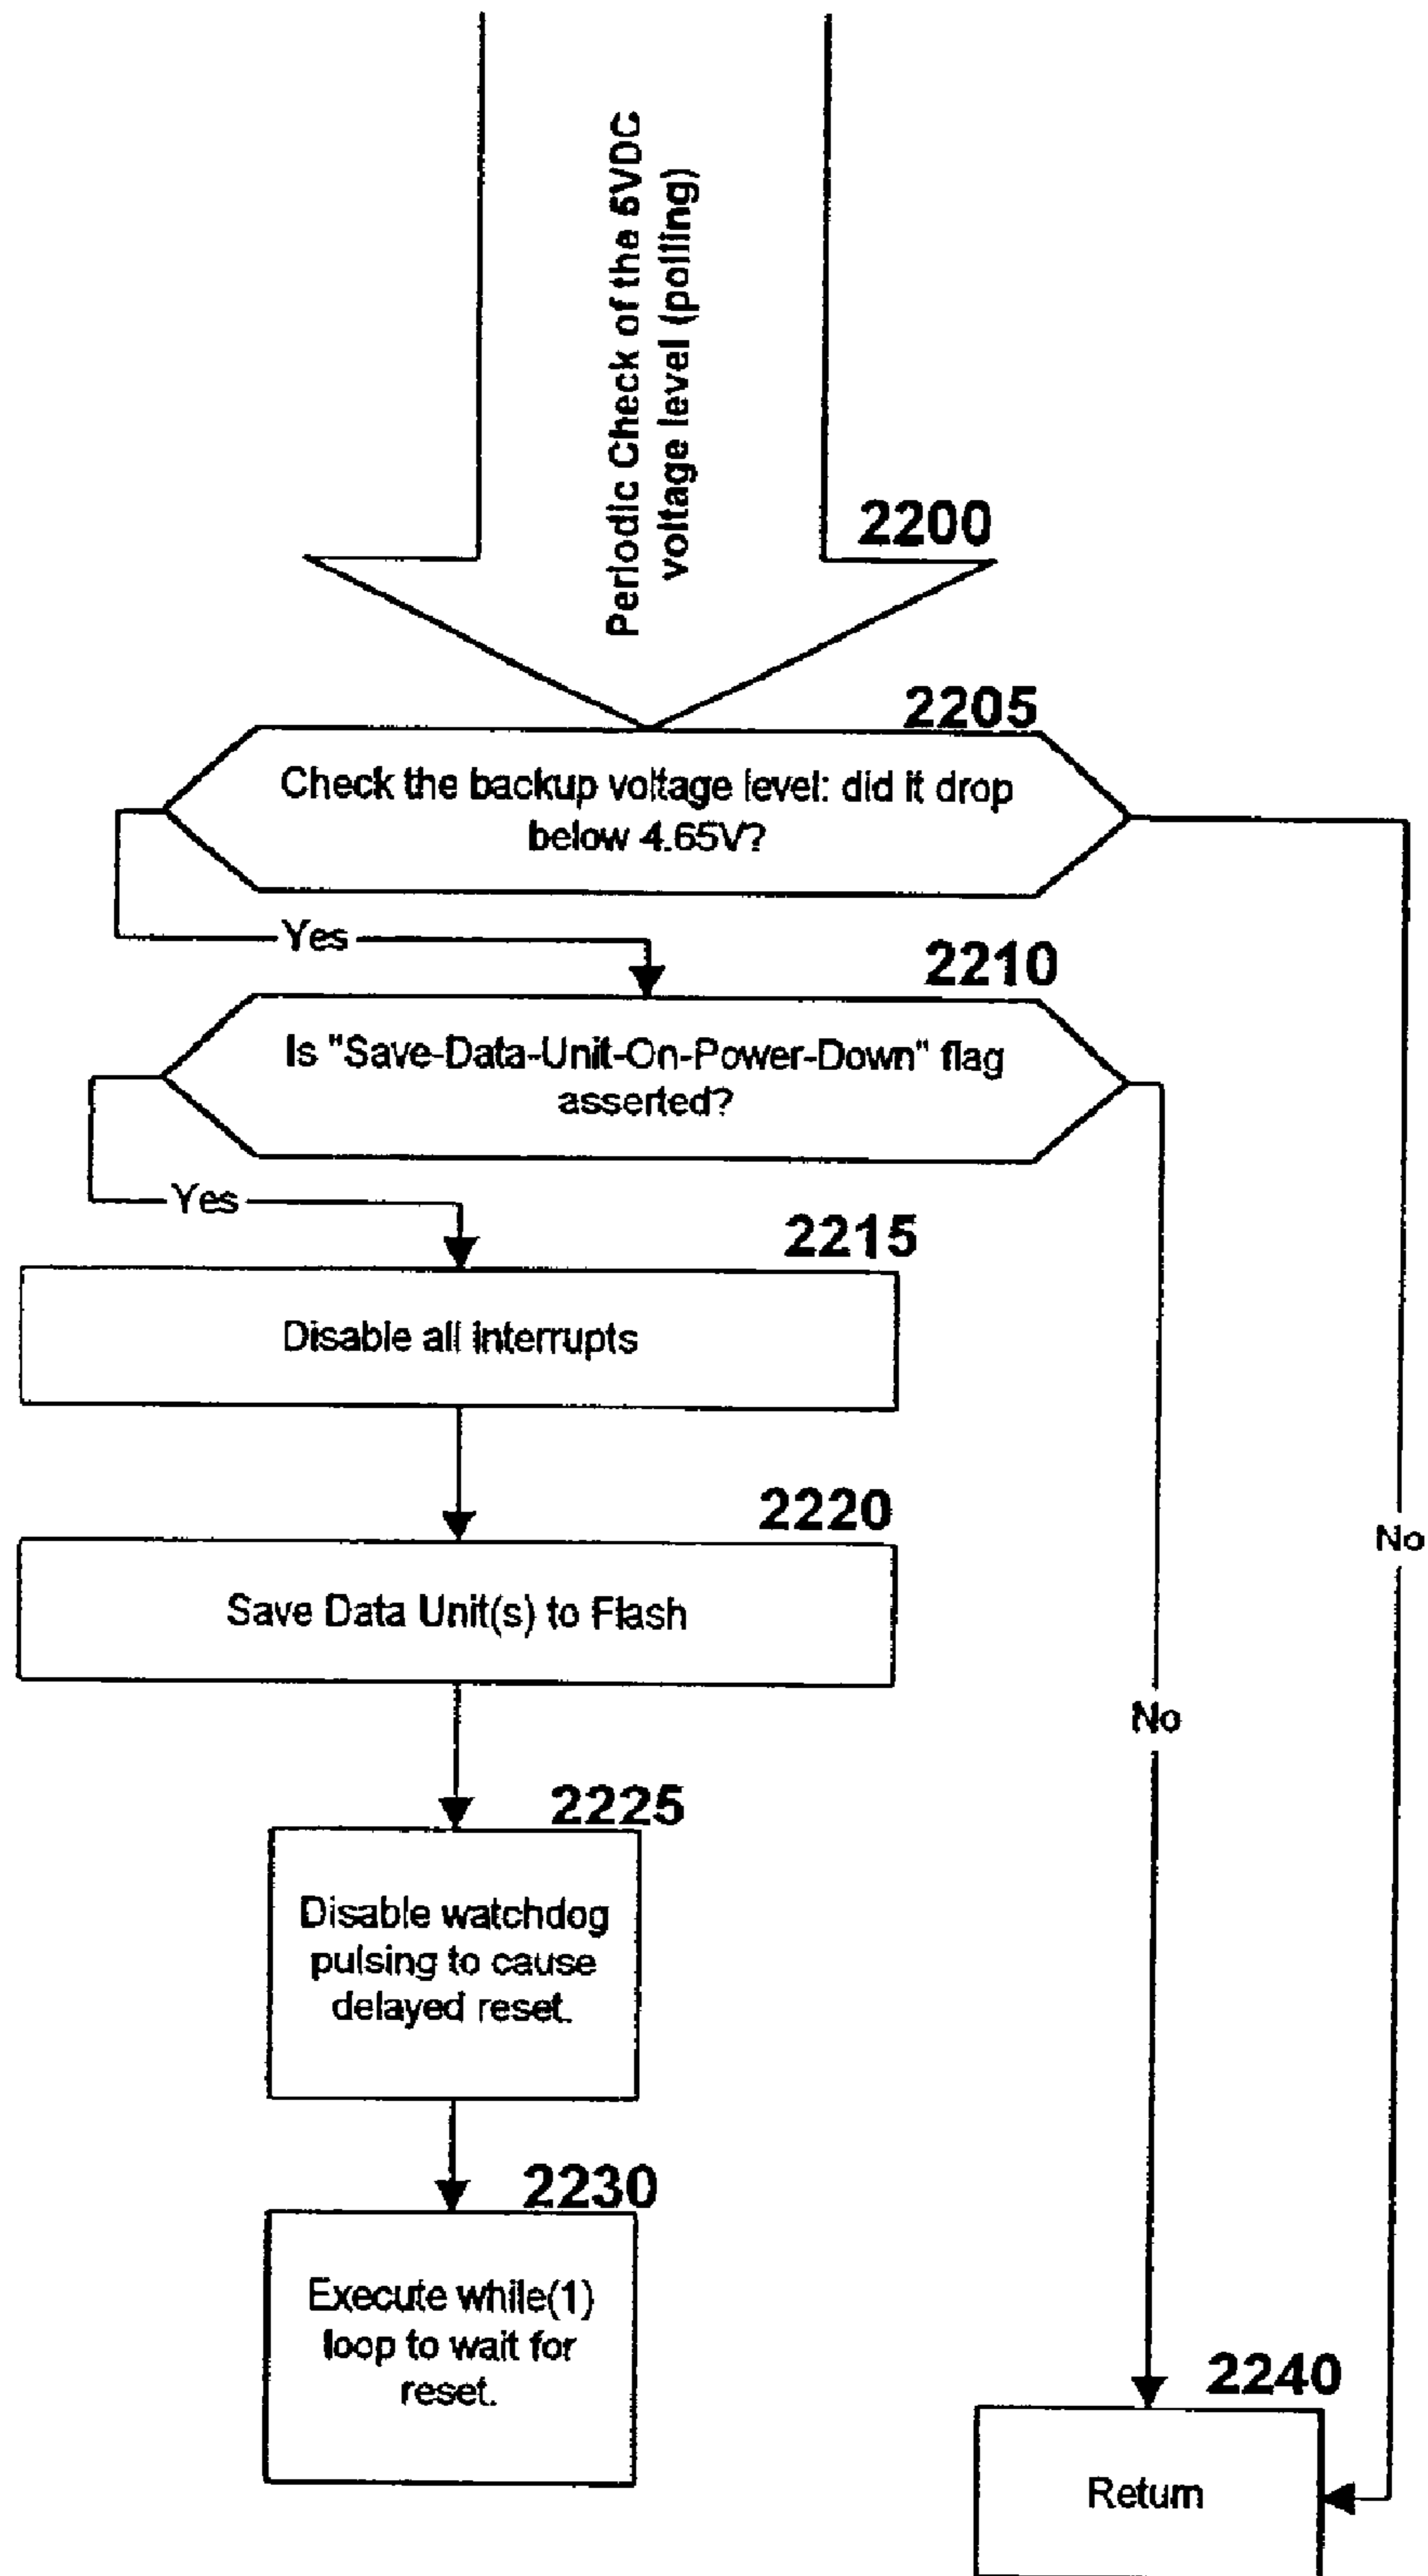 Periodic Check of the 5VDC
voltage level (polling)
2200
2205
Check the backup voltage level: did it drop
below 4.65V?
Yes
2210
Is "Save-Data-Unit-On-Power-Down" flag
asserted?
Yes
2215
Disable all interrupts
2220
Save Data Unit(s) to Flash
No
No
2225
Disable watchdog
pulsing to cause
delayed reset.
2230
Execute while(1)
loop to wait for
reset.
2240
Return